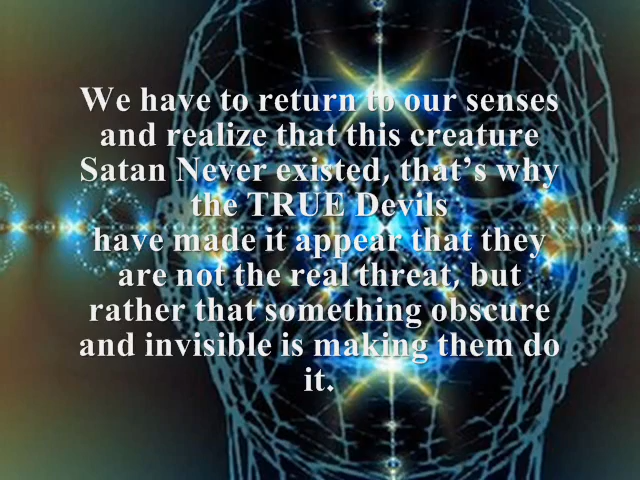 We have to return to our senses
and realize that this creature
Satan Never existed, that’s why
the TRUE Devils
have made it appear that they
are not the real threat, but
rather that something obscure
and invisible is making them do
it.